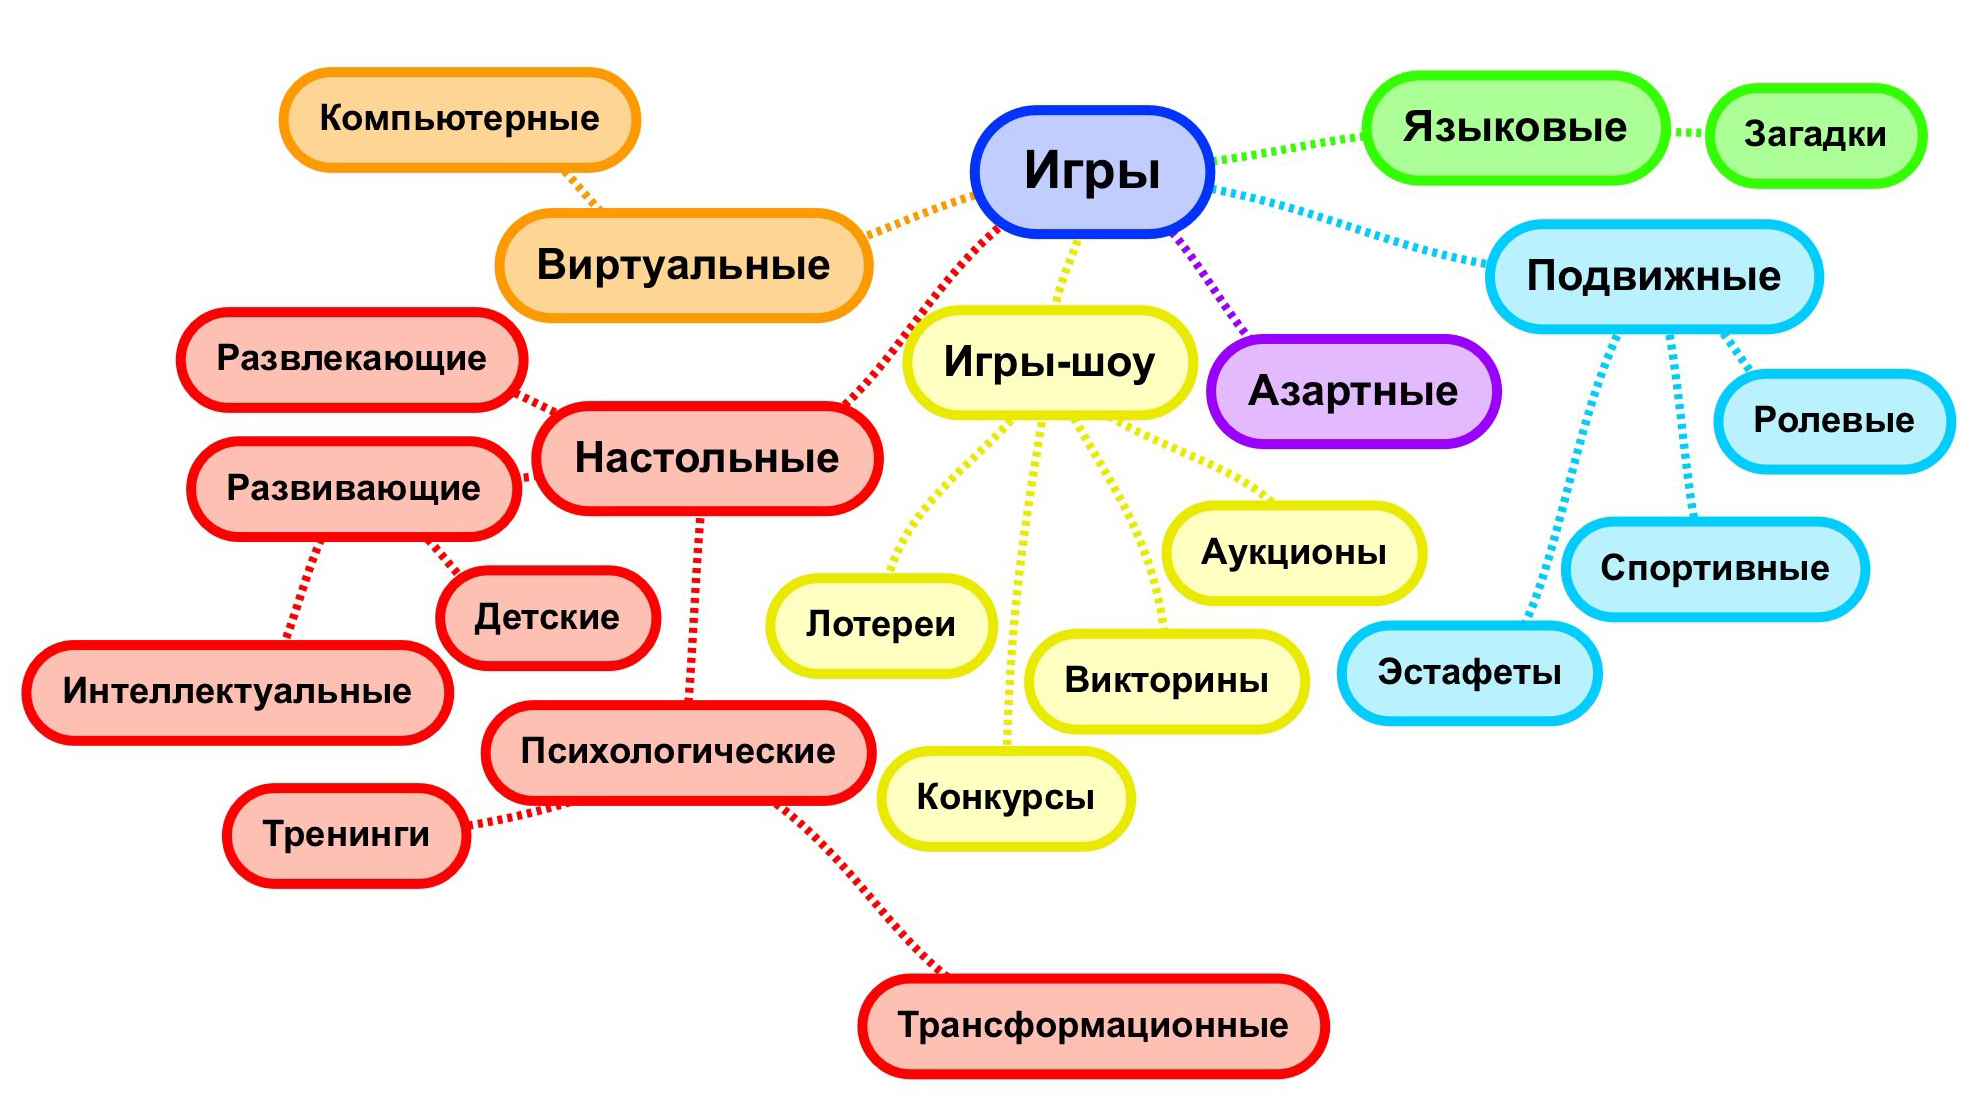 Компьютерные
Игры
Языковые
Загадки
Виртуальные
Подвижные
Развлекающие
Игры-шоу
Азартные
Ролевые
Настольные
Развивающие
Аукционы
Спортивные
Детские
Лотереи
Эстафеты
Интеллектуальные
Викторины
Психологические
Конкурсы
Тренинги
Трансформационные